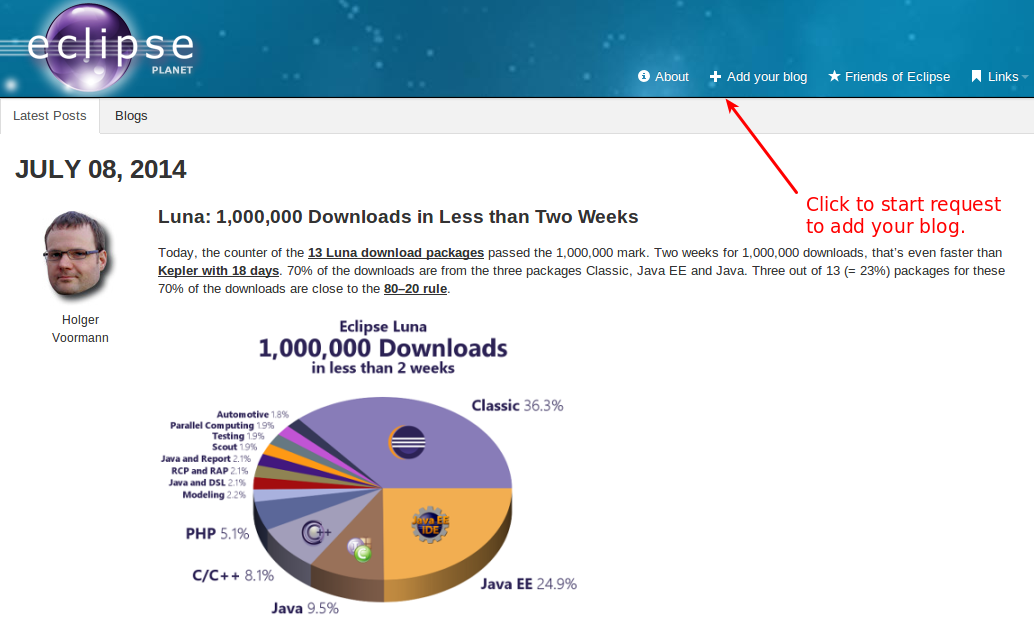 eclipse
PLANET
About
Add your blog
Friends of Eclipse
Links
Latest Posts
Blogs
JULY 08, 2014
Click to start request
to add your blog.
Luna: 1,000,000 Downloads in Less than Two Weeks
Today, the counter of the 13 Luna download packages passed the 1,000,000 mark. Two weeks for 1,000,000 downloads, that's even faster than
Kepler with 18 days. 70% of the downloads are from the three packages Classic, Java EE and Java. Three out of 13 (= 23%) packages for these
70% of the downloads are close to the 80–20 rule.
Holger
Voormann
Eclipse Luna
1,000,000 Downloads
in less than 2 weeks
Classic 36.3%
Automotive 1.8%
Parallel Computing 1.9%
Testing 1.9%
Scout 1.9%
Java and Report 2.1%
RCP and RAP 2.1%
Java and DSL 2.1%
Modeling 2.2%
PHP 5.1%
C/C++ 8.1%
Java 9.5%
Java EE 24.9%
C++
Java EE
IDE